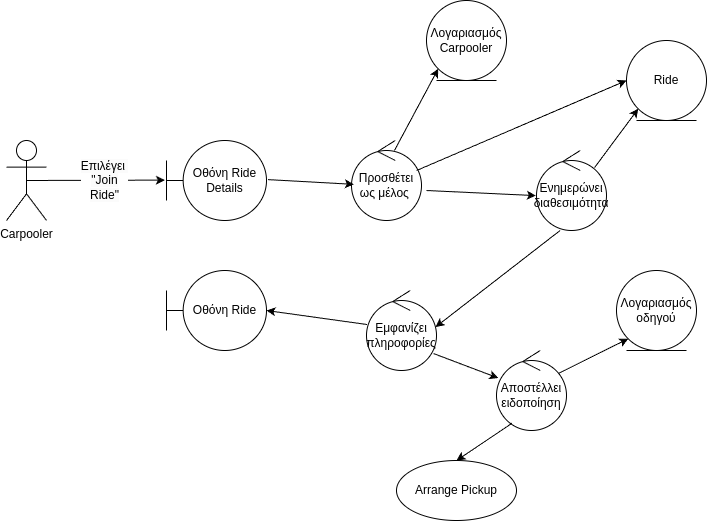 Λογαριασμός
Carpooler
Ride
Επιλέγει
"Join
Ride"
Carpooler
Οθόνη Ride
Details
Προσθέτει
ως μέλος
Ενημερώνει
διαθεσιμότητα
Οθόνη Ride
Εμφανίζει
πληροφορίες
Λογαριασμός
οδηγού
Αποστέλλει
ειδοποίηση
Arrange Pickup